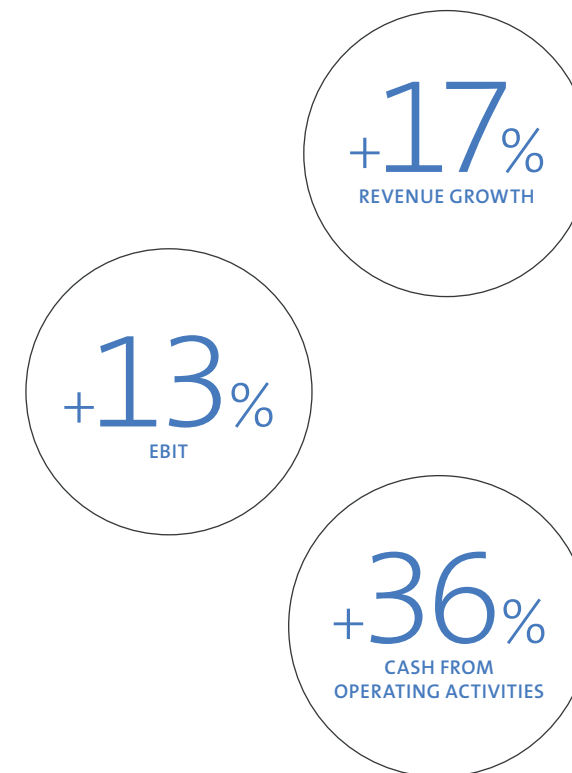 +17%
REVENUE GROWTH
+13%
EBIT
+36%
CASH FROM
OPERATING ACTIVITIES